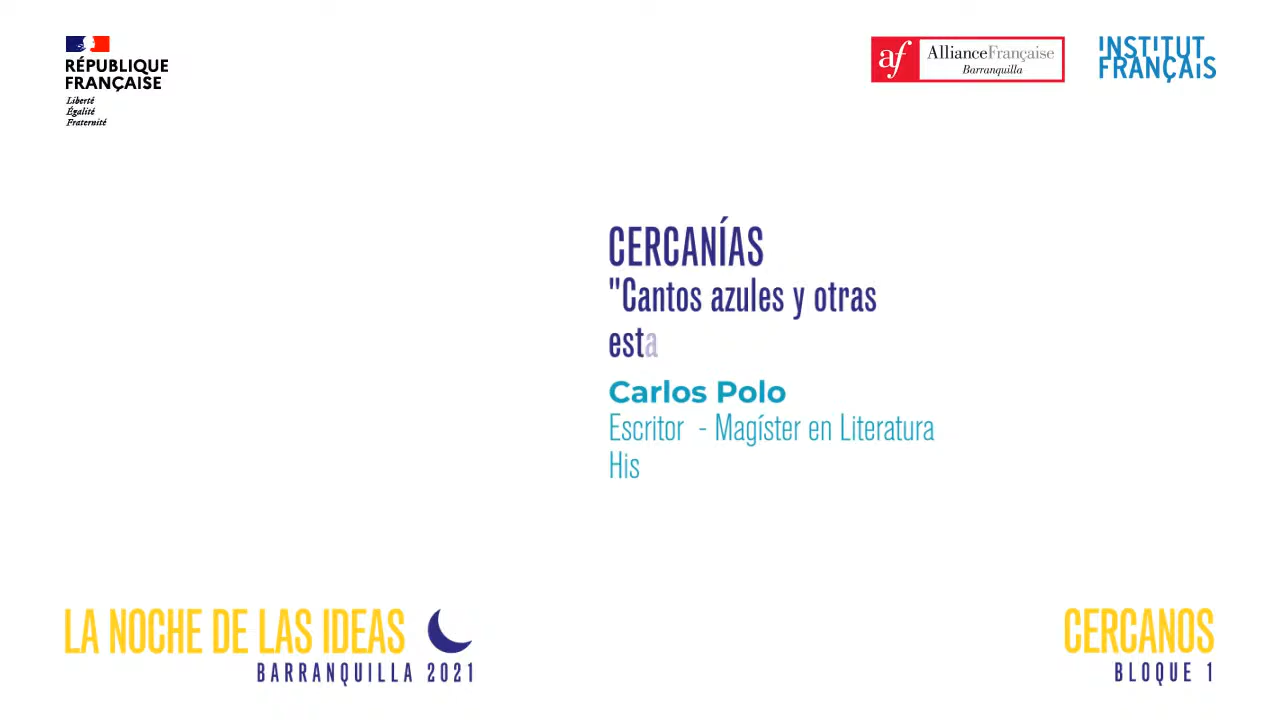 RÉPUBLIQUE
FRANÇAISE
Liberté
Égalité
Fraternité
af
AllianceFrançaise
Barranquilla
INSTITUT
FRANÇAIS
CERCANÍAS
"Cantos azules y otras
esta
Carlos Polo
Escritor - Magíster en Literatura
His
LA NOCHE DE LAS IDEAS
BARRANQUILLA 2021
CERCANOS
BLOQUE 1